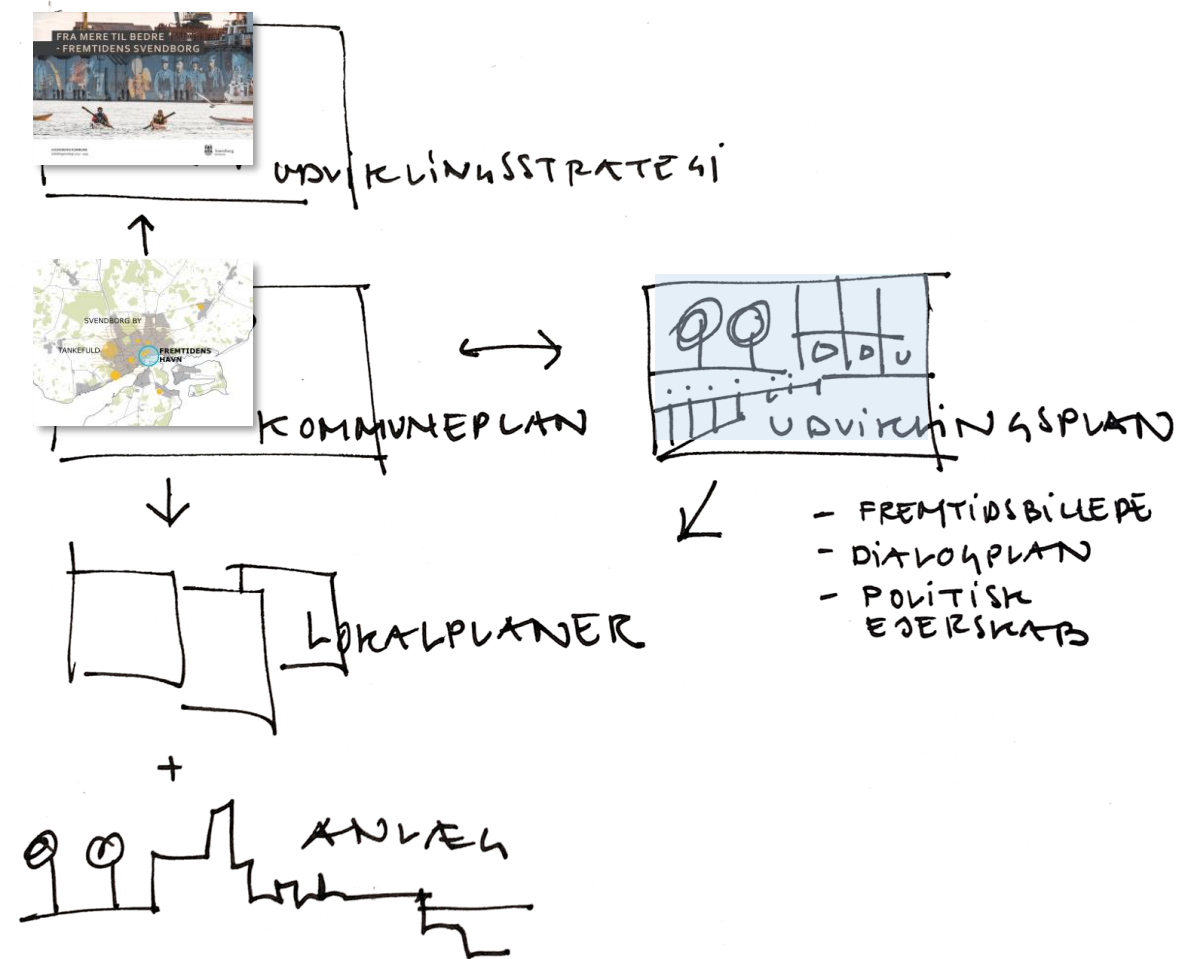 FRA MERE TIL BEDRE
- FREMTIDENS SVENDBORG
Svendborg
UDVIKLINGSSTRATEGI
SVENDBORG BY
TANKEFULD
FREMTIDENS
HAVN
KOMMUNEPLAN
UDVIKLINGSPLAN
- FREMTIDSBILLEDE
- DIALOGPLAN
- POLITISK
EJERSKAB
LOKALPLANER
+
ANLÆG